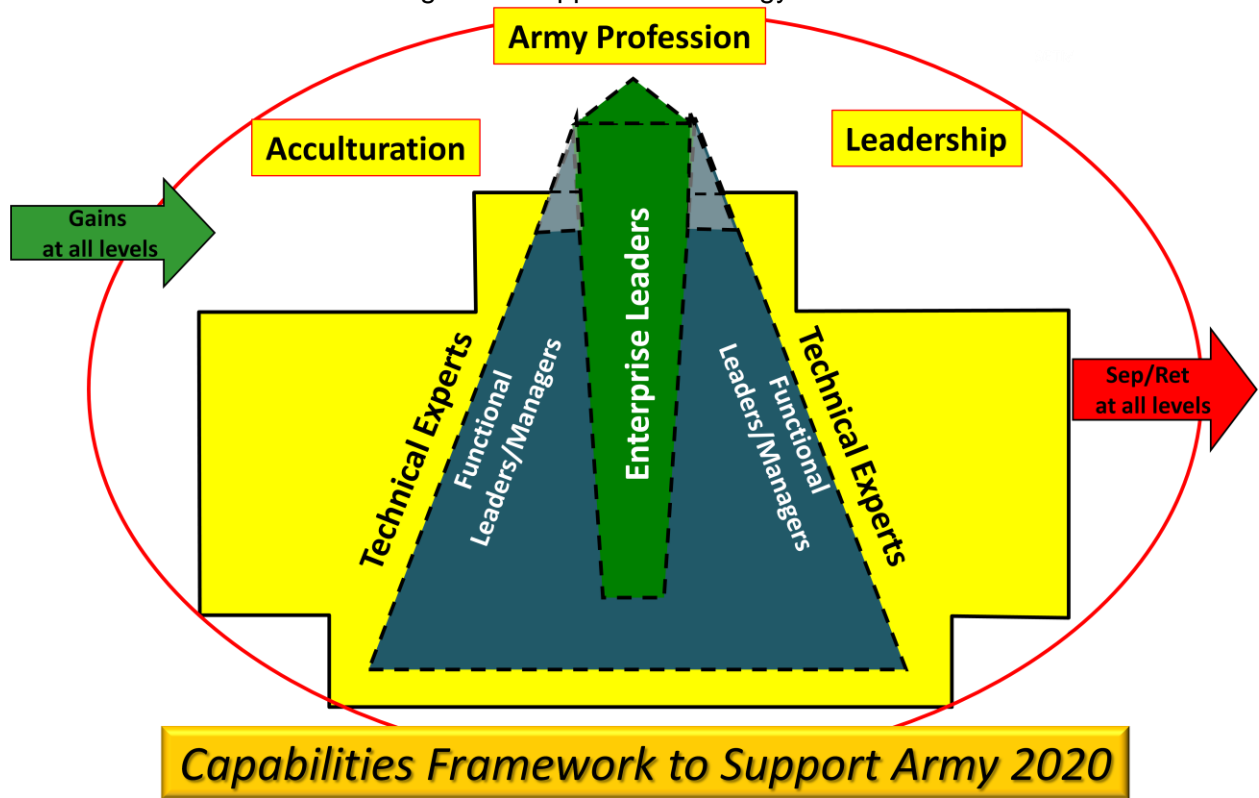 Army Profession
Acculturation
Leadership
Gains
at all levels
Enterprise Leaders
Technical Experts
Functional
Leaders/Managers
Functional
Leaders/Managers
Technical Experts
Sep/Ret
at all levels
Capabilities Framework to Support Army 2020